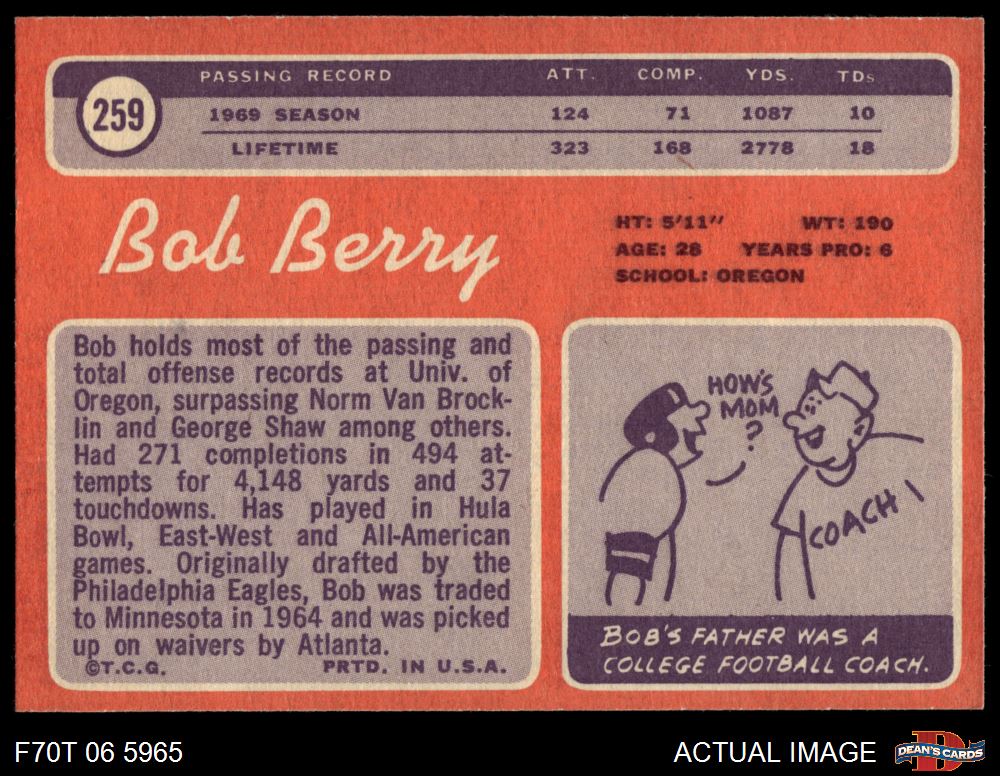 259
PASSING RECORD ATT. COMP. YDS. TDs
1969 SEASON 124 71 1087 10
LIFETIME 323 168 2778 18
Bob Berry
HT: 5'11" WT: 190
AGE: 28 YEARS PRO: 6
SCHOOL: OREGON
Bob holds most of the passing and
total offense records at Univ. of
Oregon, surpassing Norm Van Brock-
lin and George Shaw among others.
Had 271 completions in 494 at-
tempts for 4,148 yards and 37
touchdowns. Has played in Hula
Bowl, East-West and All-American
games. Originally drafted by the
Philadelphia Eagles, Bob was traded
to Minnesota in 1964 and was picked
up on waivers by Atlanta.
©T.C.G. PRTD. IN U.S.A.
HOW'S
MOM
?
COACH
BOB'S FATHER WAS A
COLLEGE FOOTBALL COACH.
F70T 06 5965 ACTUAL IMAGE D DEAN'S CARDS